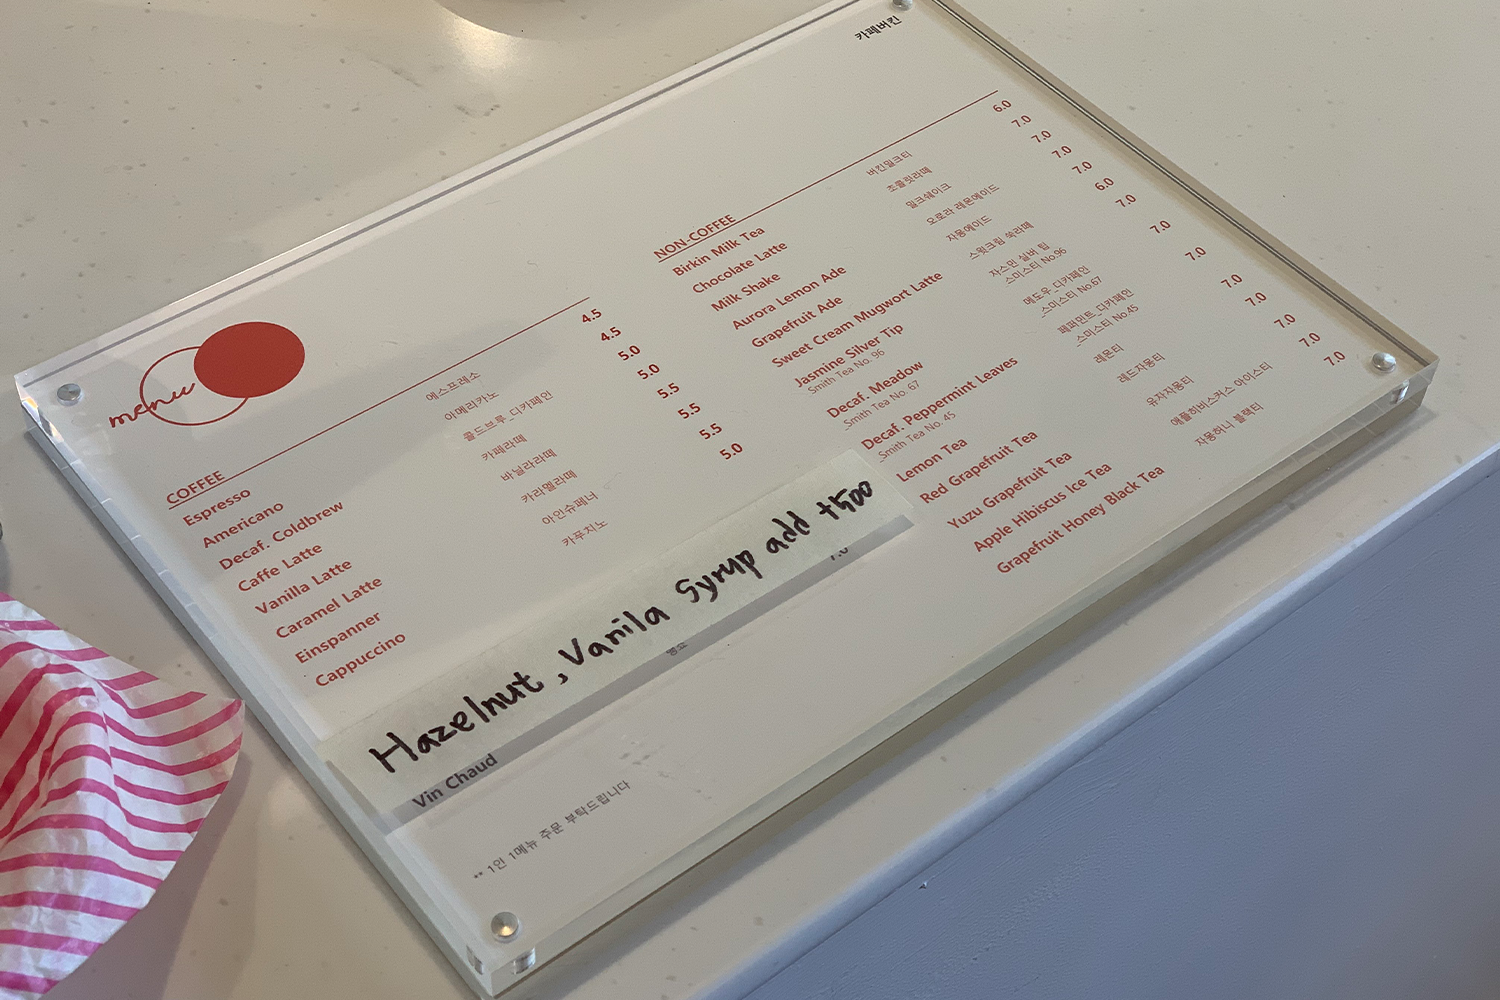 카페버킨
menu
COFFEE
Espresso 에스프레소 4.5
Americano 아메리카노 4.5
Decaf. Coldbrew 콜드브루_디카페인 5.0
Caffe Latte 카페라떼 5.0
Vanilla Latte 바닐라라떼 5.5
Caramel Latte 카라멜라떼 5.5
Einspanner 아인슈페너 5.5
Cappuccino 카푸치노 5.0
NON-COFFEE
Birkin Milk Tea 버킨밀크티 6.0
Chocolate Latte 초콜릿라떼 7.0
Milk Shake 밀크쉐이크 7.0
Aurora Lemon Ade 오로라 레몬에이드 7.0
Grapefruit Ade 자몽에이드 7.0
Sweet Cream Mugwort Latte 스윗크림 쑥라떼 6.0
Jasmine Silver Tip 자스민 실버 팁 7.0
Smith Tea No. 96 스미스티 No.96
Decaf. Meadow 메도우_디카페인 7.0
_Smith Tea No. 67 _스미스티 No.67
Decaf. Peppermint Leaves 페퍼민트_디카페인 7.0
_Smith Tea No. 45 _스미스티 No.45
Lemon Tea 레몬티 7.0
Red Grapefruit Tea 레드자몽티 7.0
Yuzu Grapefruit Tea 유자자몽티 7.0
Apple Hibiscus Ice Tea 애플히비스커스 아이스티 7.0
Grapefruit Honey Black Tea 자몽허니 블랙티 7.0
Hazelnut , Vanila Syrup add +500
Vin Chaud 뱅쇼 7.0
** 1인 1메뉴 주문 부탁드립니다